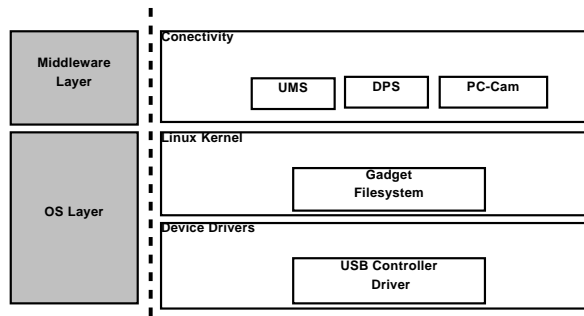 Conectivity
Middleware
Layer
UMS
DPS
PC-Cam
Linux Kernel
Gadget
Filesystem
OS Layer
Device Drivers
USB Controller
Driver